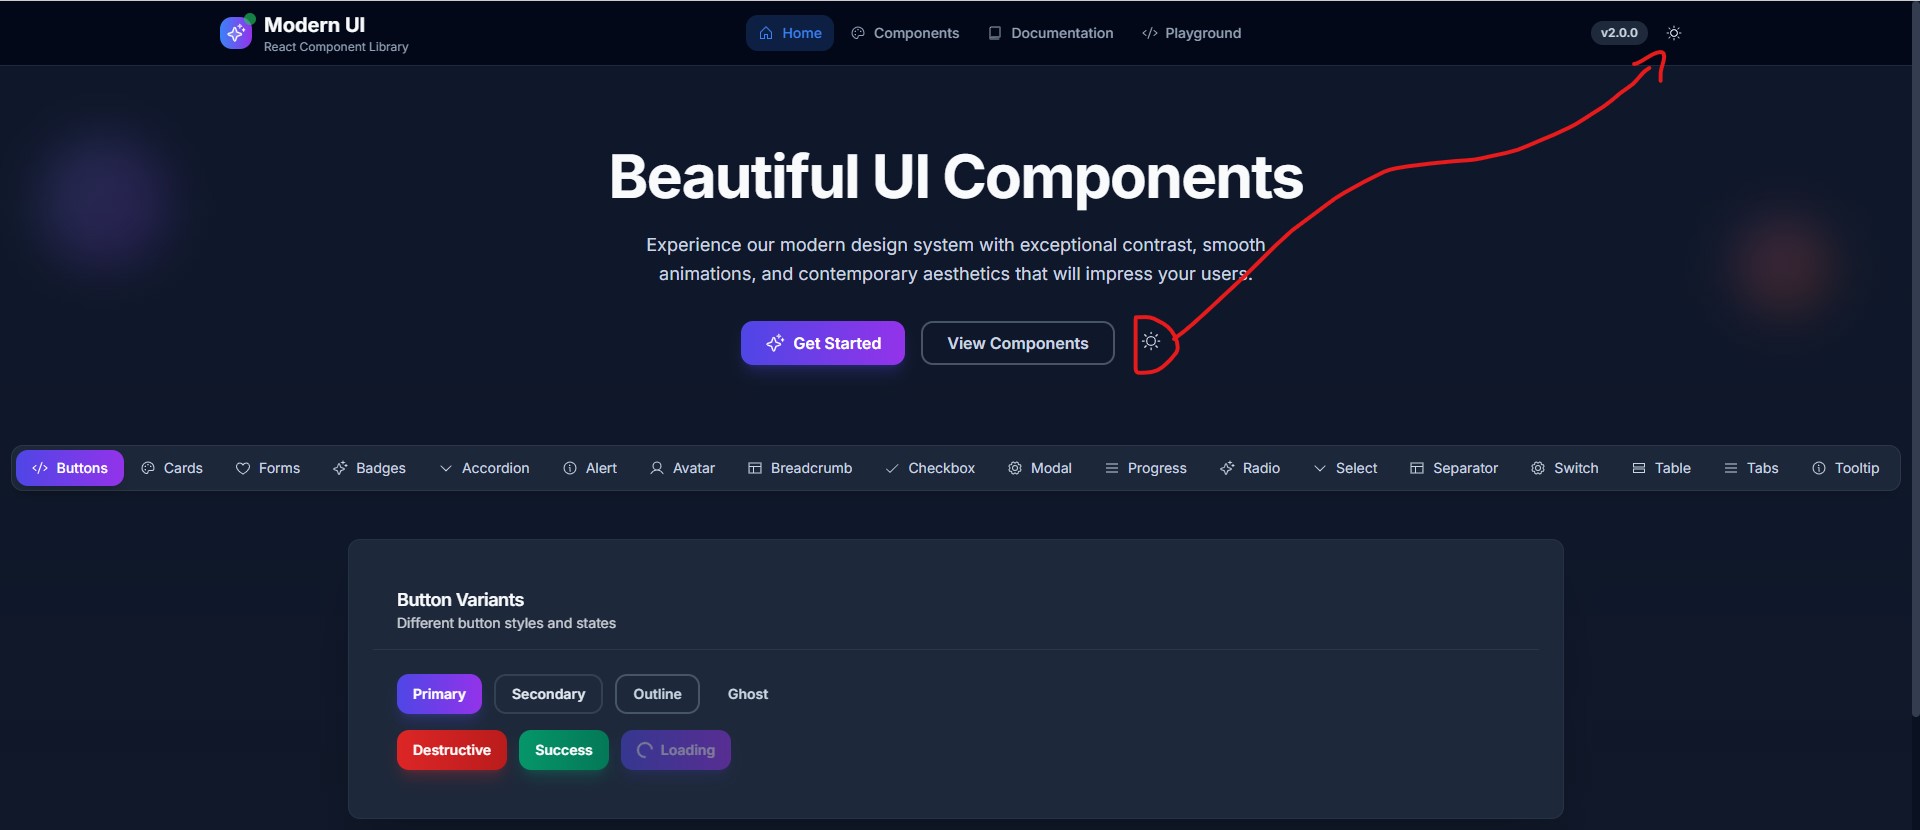 Modern UI
React Component Library
Home Components Documentation Playground
v2.0.0
Beautiful UI Components
Experience our modern design system with exceptional contrast, smooth
animations, and contemporary aesthetics that will impress your users.
Get Started View Components
Buttons Cards Forms Badges Accordion Alert Avatar Breadcrumb Checkbox Modal Progress Radio Select Separator Switch Table Tabs Tooltip
Button Variants
Different button styles and states
Primary Secondary Outline Ghost
Destructive Success Loading